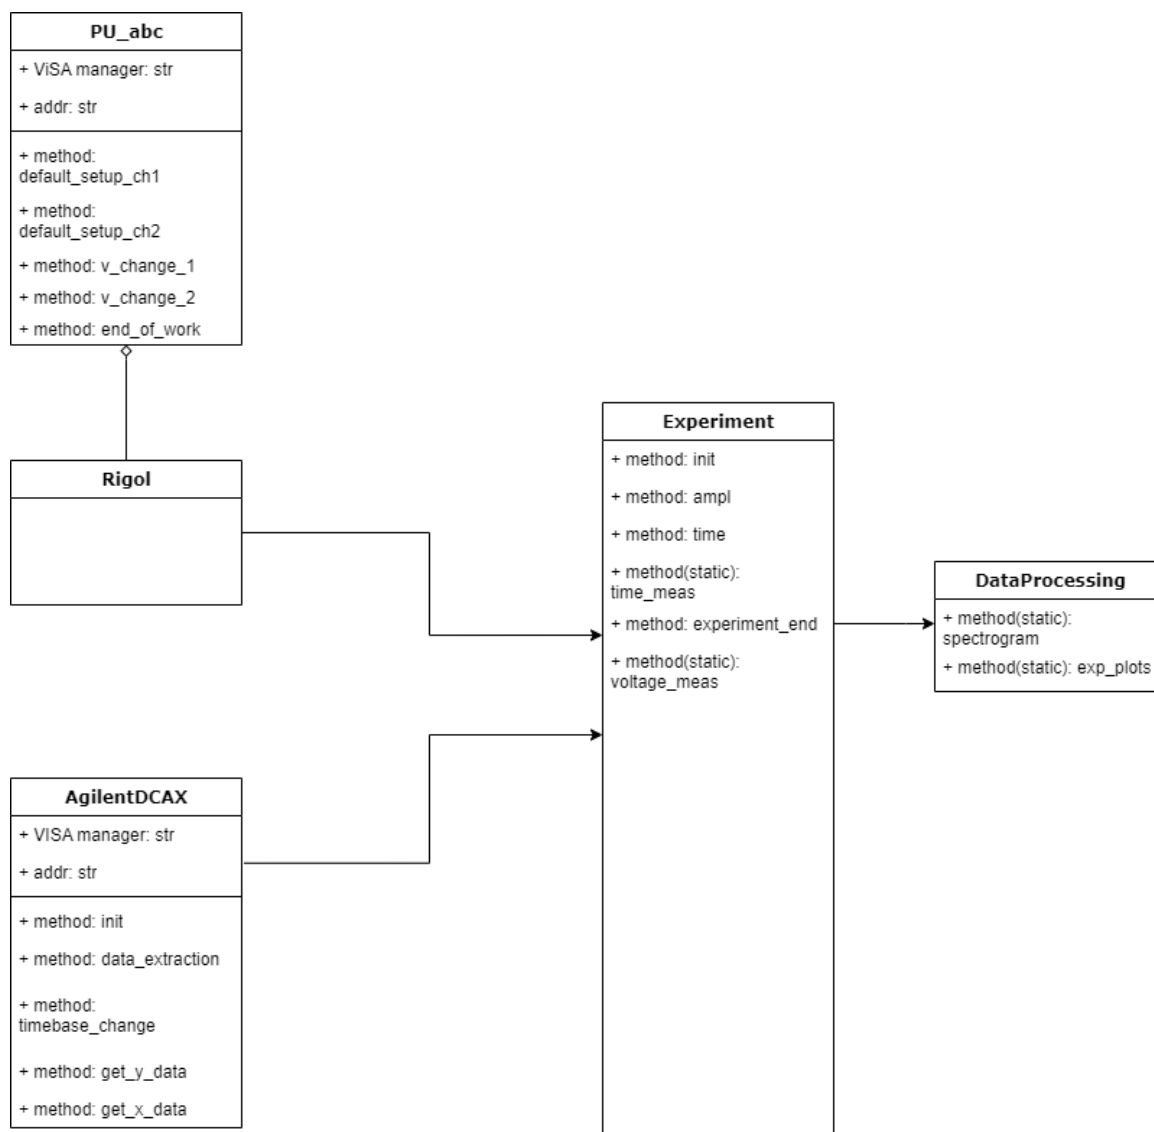 PU_abc
+ ViSA manager: str
+ addr: str
+ method:
default_setup_ch1
+ method:
default_setup_ch2
+ method: v_change_1
+ method: v_change_2
+ method: end_of_work
Rigol
AgilentDCAX
+ VISA manager: str
+ addr: str
+ method: init
+ method: data_extraction
+ method:
timebase_change
+ method: get_y_data
+ method: get_x_data
Experiment
+ method: init
+ method: ampl
+ method: time
+ method(static):
time_meas
+ method: experiment_end
+ method(static):
voltage_meas
DataProcessing
+ method(static):
spectrogram
+ method(static): exp_plots